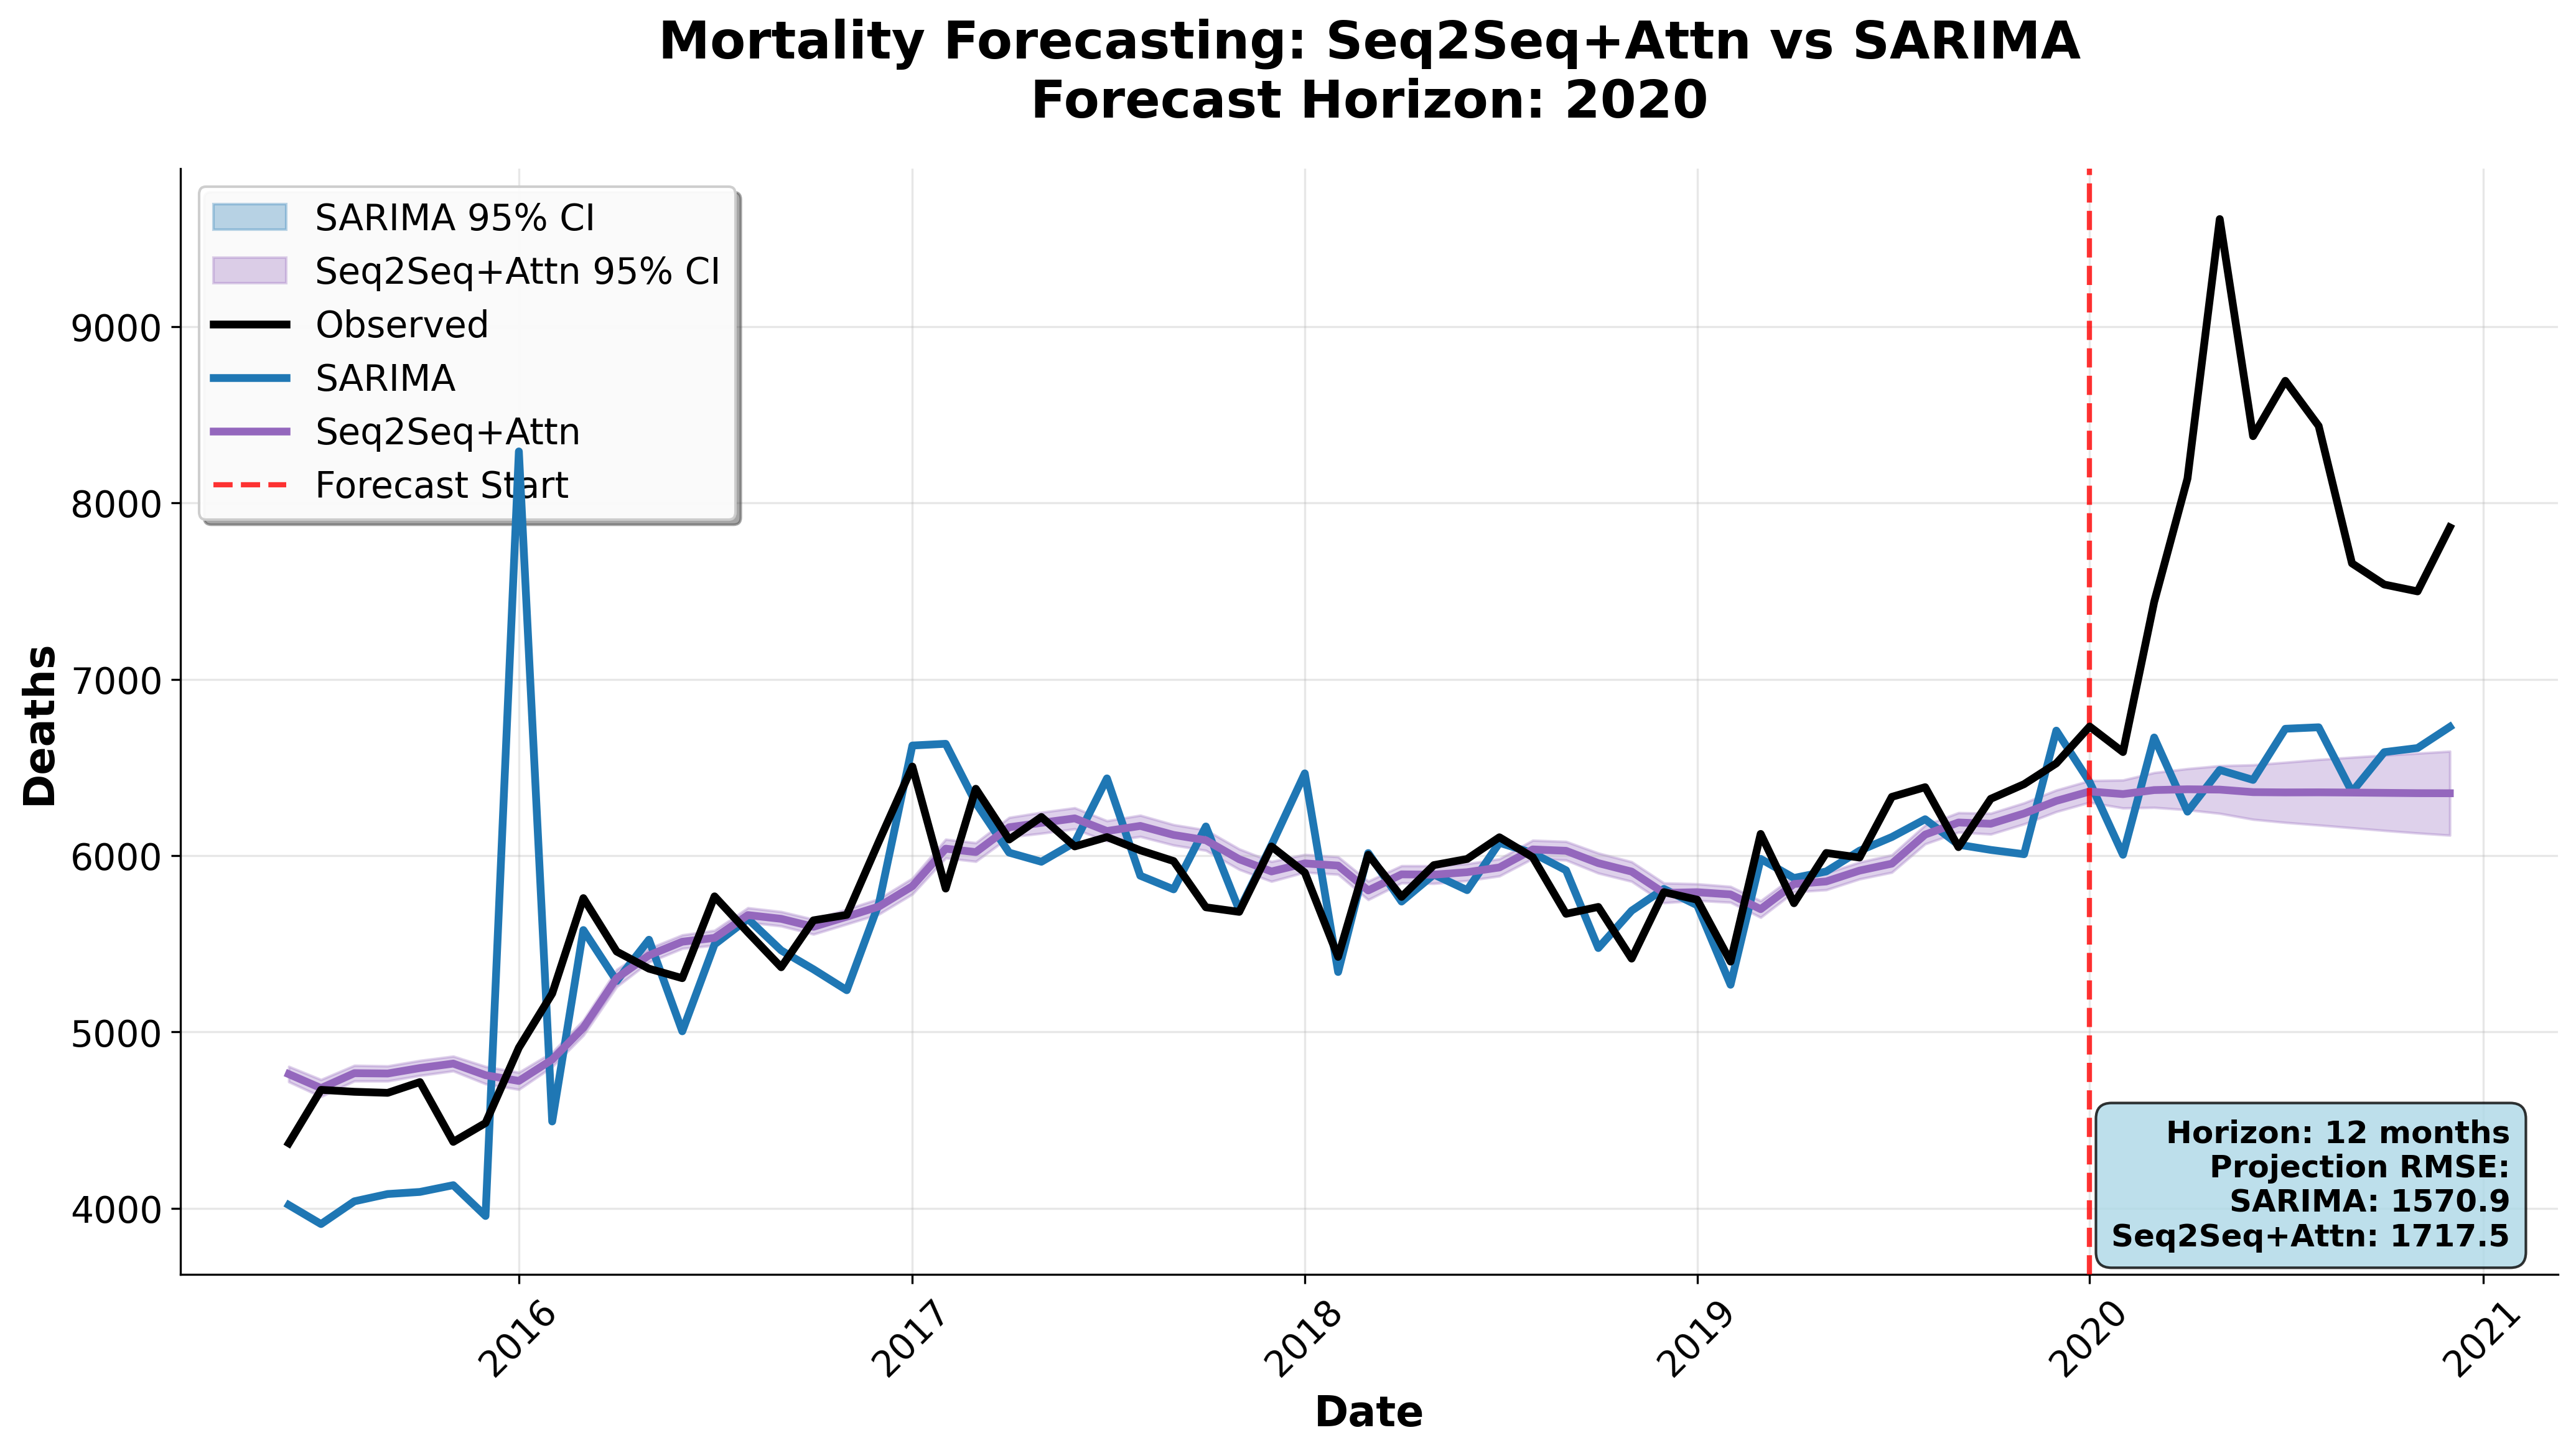 Mortality Forecasting: Seq2Seq+Attn vs SARIMA
Forecast Horizon: 2020
SARIMA 95% CI
Seq2Seq+Attn 95% CI
Observed
SARIMA
Seq2Seq+Attn
Forecast Start
Deaths
9000
8000
7000
6000
5000
4000
Horizon: 12 months
Projection RMSE:
SARIMA: 1570.9
Seq2Seq+Attn: 1717.5
2016
2017
2018
2019
2020
2021
Date